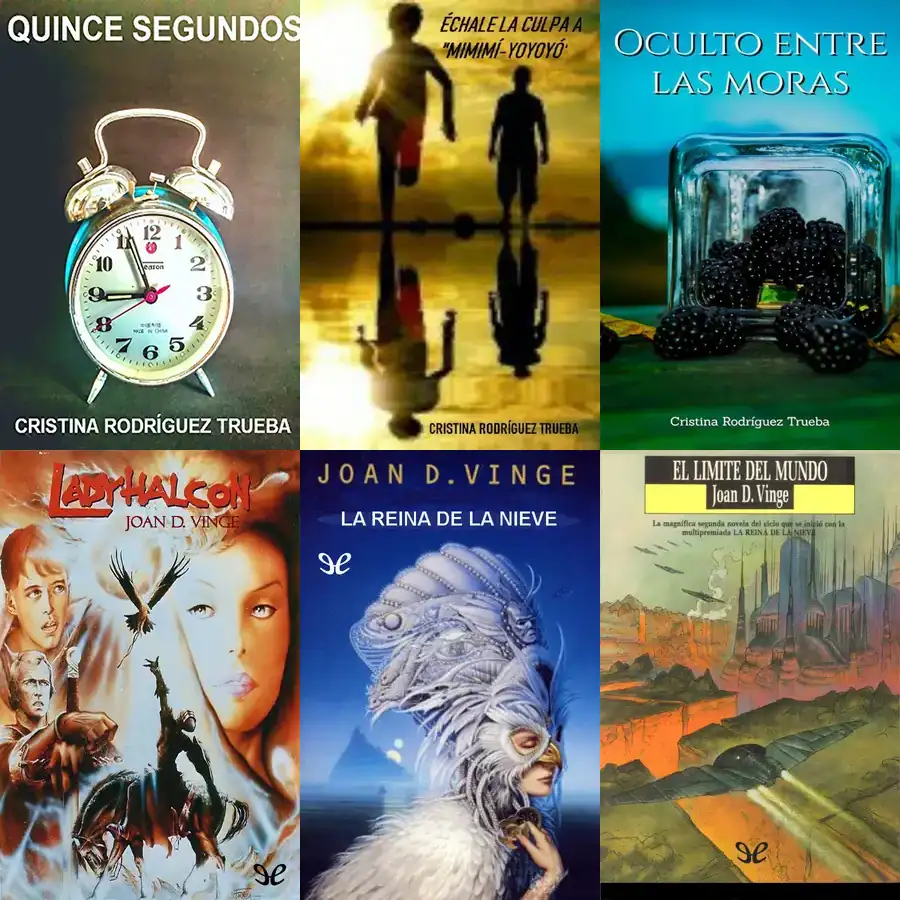 QUINCE SEGUNDOS
12
11
1
10
2
9
3
8
4
7
6
5
MADE IN CHINA
CRISTINA RODRÍGUEZ TRUEBA
ÉCHALE LA CULPA A
"MIMIMÍ-YOYOYÓ"
CRISTINA RODRÍGUEZ TRUEBA
OCULTO ENTRE
LAS MORAS
Cristina Rodríguez Trueba
LADYHALCON
JOAN D. VINGE
JOAN D. VINGE
LA REINA DE LA NIEVE
EL LIMITE DEL MUNDO
Joan D. Vinge
La magnífica segunda novela del ciclo que se inició con la
multipremiada LA REINA DE LA NIEVE